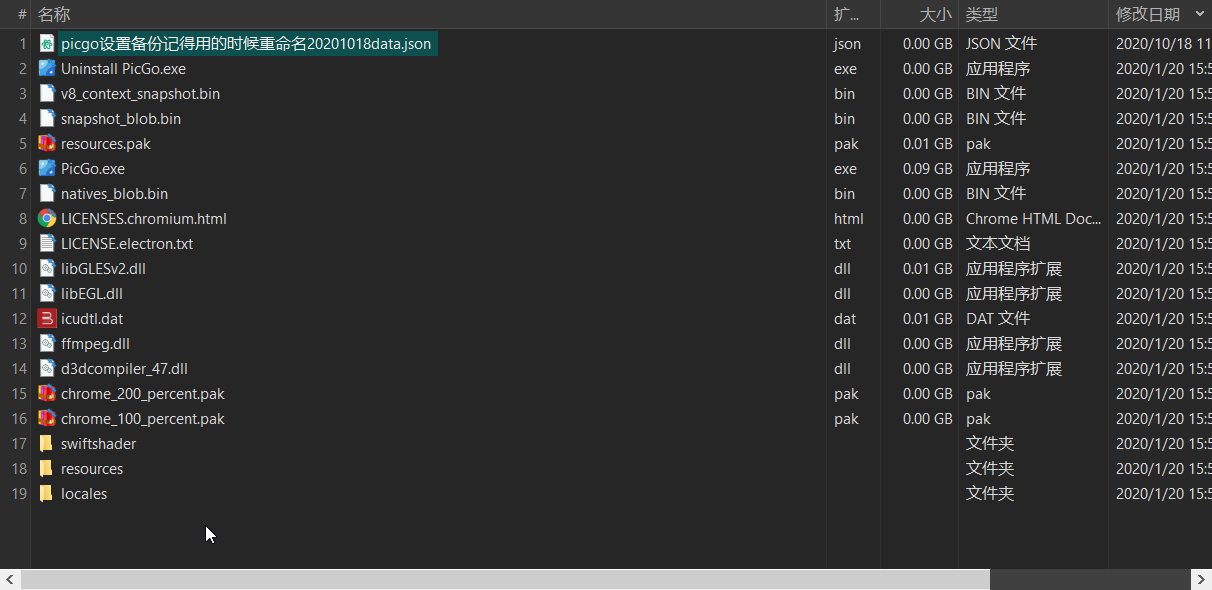 # 名称 扩... 大小 类型 修改日期
1 picgo设置备份记得用的时候重命名20201018data.json json 0.00 GB JSON 文件 2020/10/18 11
2 Uninstall PicGo.exe exe 0.00 GB 应用程序 2020/1/20 15:5
3 v8_context_snapshot.bin bin 0.00 GB BIN 文件 2020/1/20 15:5
4 snapshot_blob.bin bin 0.00 GB BIN 文件 2020/1/20 15:5
5 resources.pak pak 0.01 GB pak 2020/1/20 15:5
6 PicGo.exe exe 0.09 GB 应用程序 2020/1/20 15:5
7 natives_blob.bin bin 0.00 GB BIN 文件 2020/1/20 15:5
8 LICENSES.chromium.html html 0.00 GB Chrome HTML Doc... 2020/1/20 15:5
9 LICENSE.electron.txt txt 0.00 GB 文本文档 2020/1/20 15:5
10 libGLESv2.dll dll 0.01 GB 应用程序扩展 2020/1/20 15:5
11 libEGL.dll dll 0.00 GB 应用程序扩展 2020/1/20 15:5
12 icudtl.dat dat 0.01 GB DAT 文件 2020/1/20 15:5
13 ffmpeg.dll dll 0.00 GB 应用程序扩展 2020/1/20 15:5
14 d3dcompiler_47.dll dll 0.00 GB 应用程序扩展 2020/1/20 15:5
15 chrome_200_percent.pak pak 0.00 GB pak 2020/1/20 15:5
16 chrome_100_percent.pak pak 0.00 GB pak 2020/1/20 15:5
17 swiftshader 文件夹 2020/1/20 15:5
18 resources 文件夹 2020/1/20 15:5
19 locales 文件夹 2020/1/20 15:5